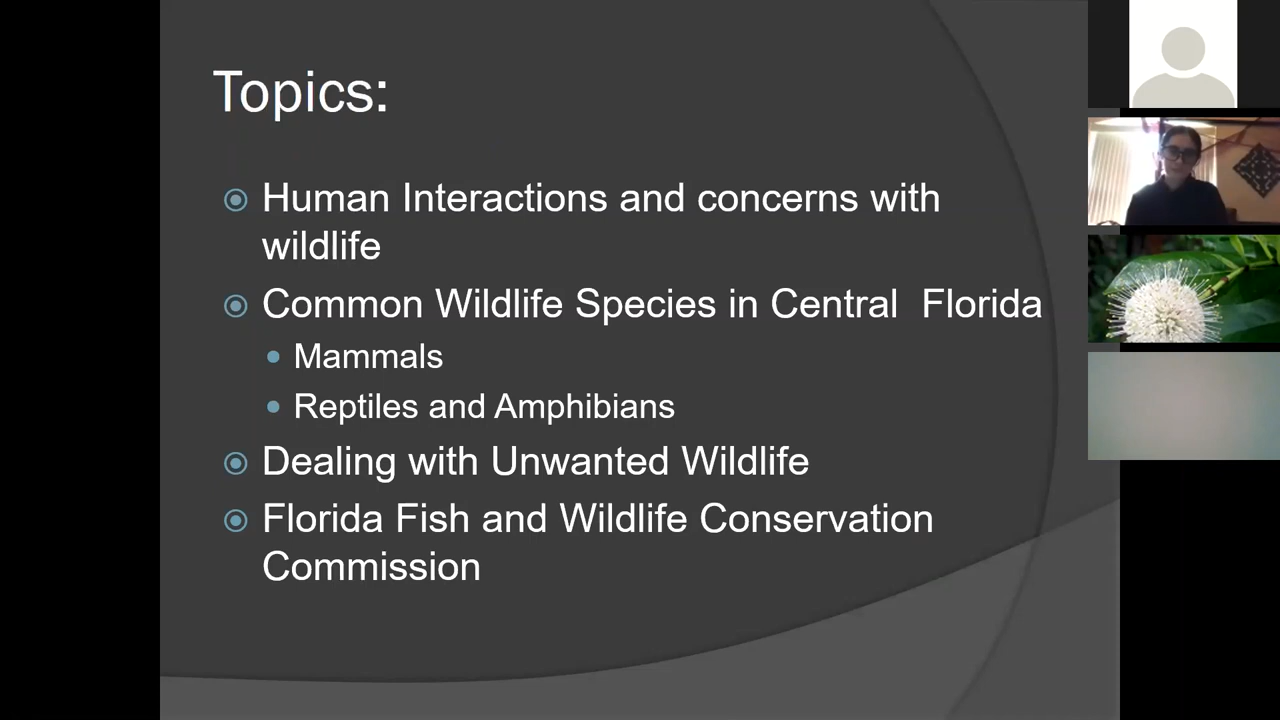 Topics:
Human Interactions and concerns with
wildlife
Common Wildlife Species in Central  Florida
Mammals
Reptiles and Amphibians
Dealing with Unwanted Wildlife
Florida Fish and Wildlife Conservation
Commission